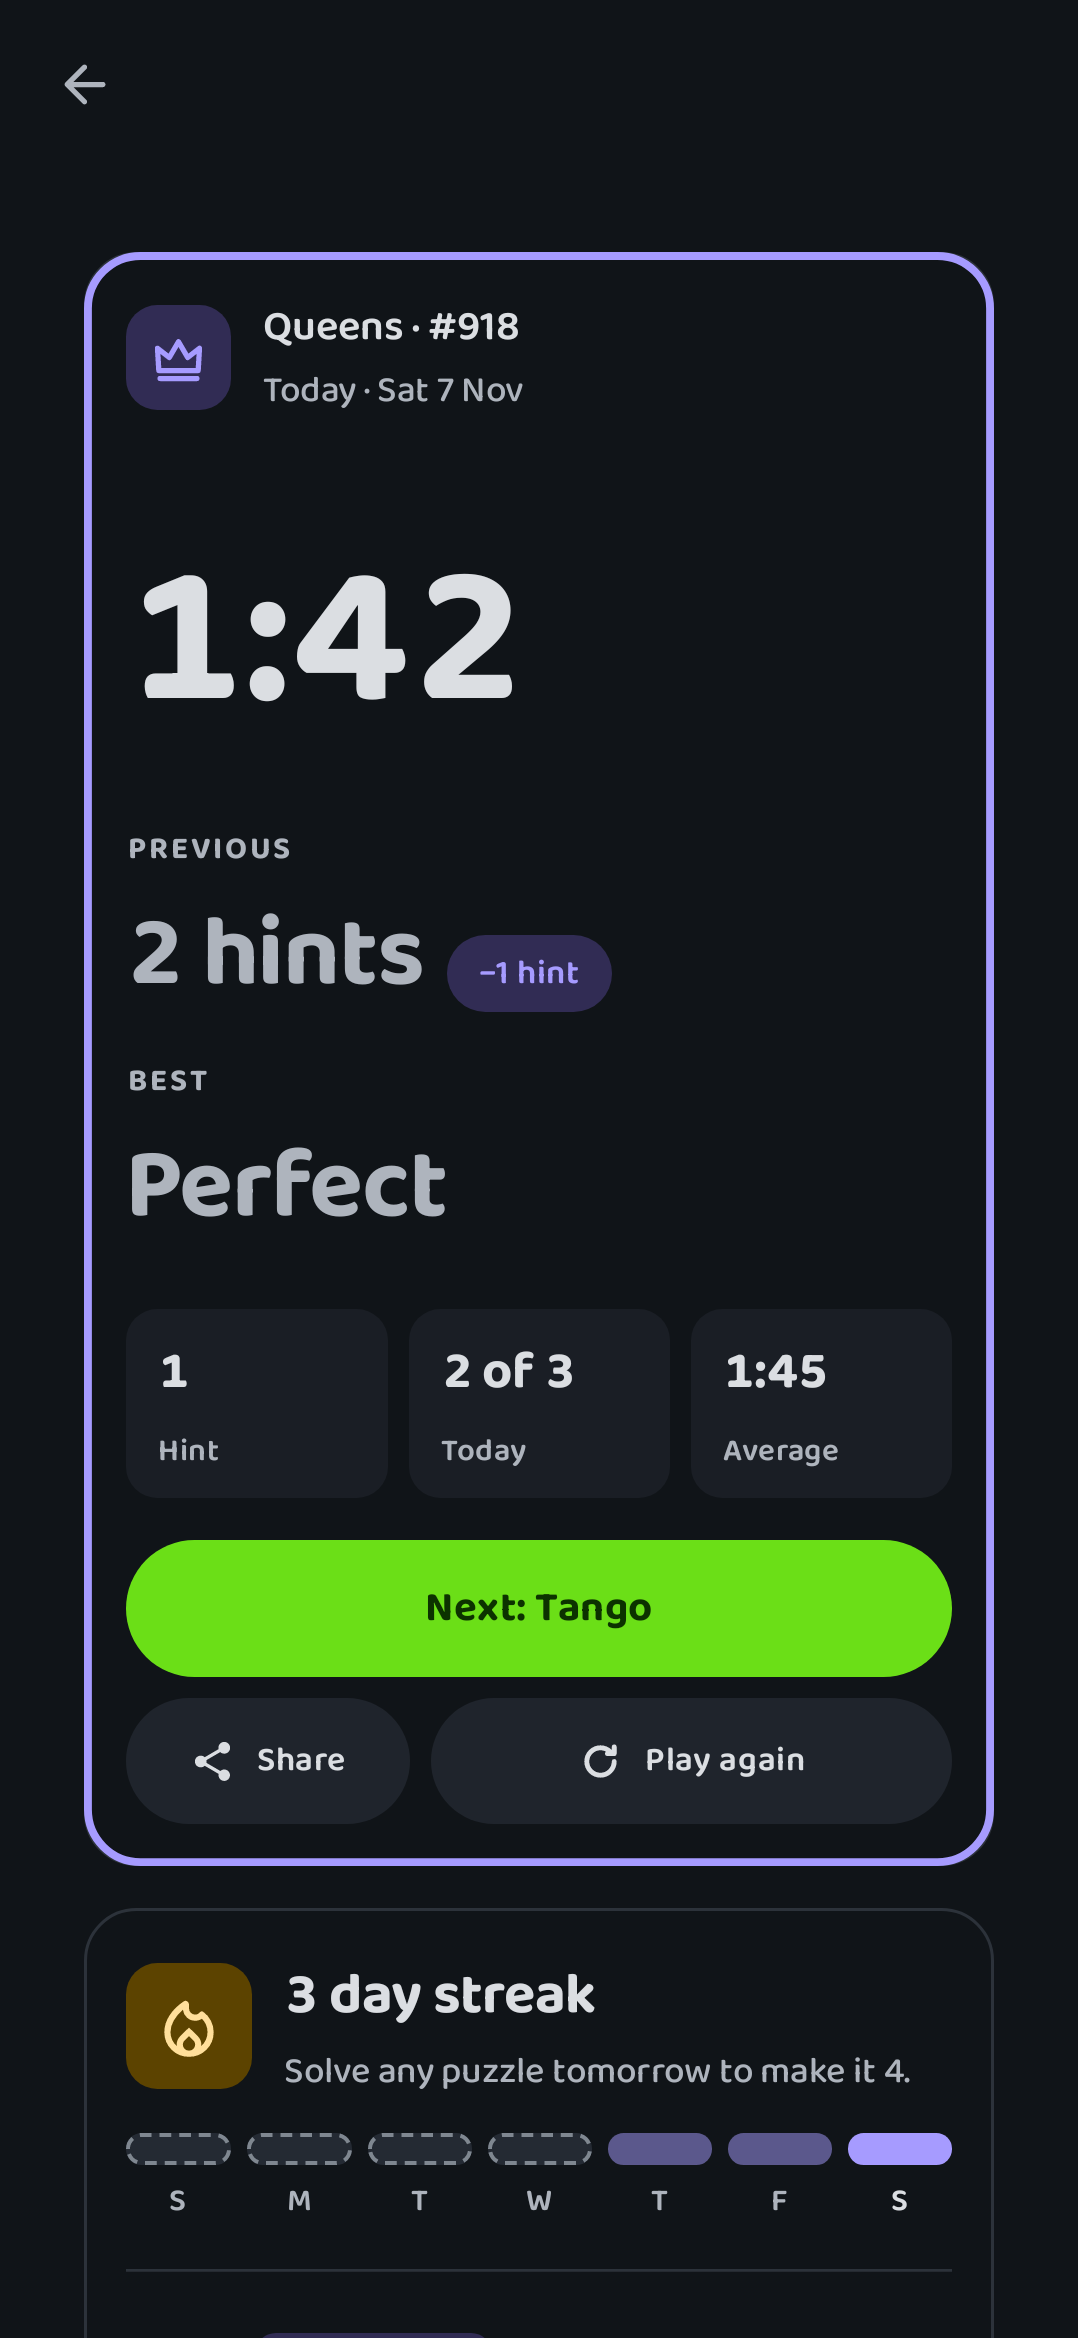 Queens · #918
Today · Sat 7 Nov
1:42
PREVIOUS
2 hints
−1 hint
BEST
Perfect
1
Hint
2 of 3
Today
1:45
Average
Next: Tango
Share
Play again
3 day streak
Solve any puzzle tomorrow to make it 4.
S M T W T F S